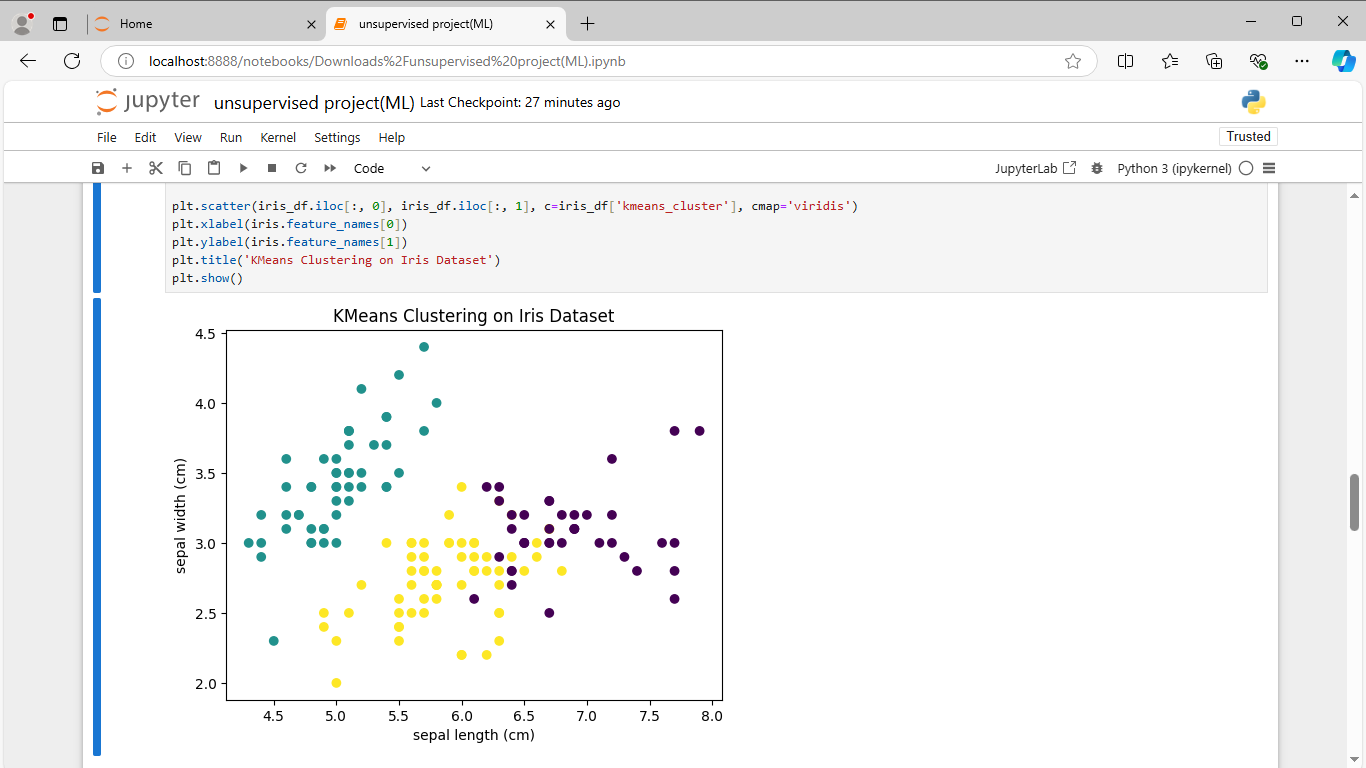 Home
unsupervised project(ML)
localhost:8888/notebooks/Downloads%2Funsupervised%20project(ML).ipynb
jupyter unsupervised project(ML) Last Checkpoint: 27 minutes ago
File Edit View Run Kernel Settings Help
Trusted
Code
JupyterLab
Python 3 (ipykernel)
plt.scatter(iris_df.iloc[:, 0], iris_df.iloc[:, 1], c=iris_df['kmeans_cluster'], cmap='viridis')
plt.xlabel(iris.feature_names[0])
plt.ylabel(iris.feature_names[1])
plt.title('KMeans Clustering on Iris Dataset')
plt.show()
KMeans Clustering on Iris Dataset
4.5
4.0
3.5
3.0
2.5
2.0
sepal width (cm)
4.5 5.0 5.5 6.0 6.5 7.0 7.5 8.0
sepal length (cm)